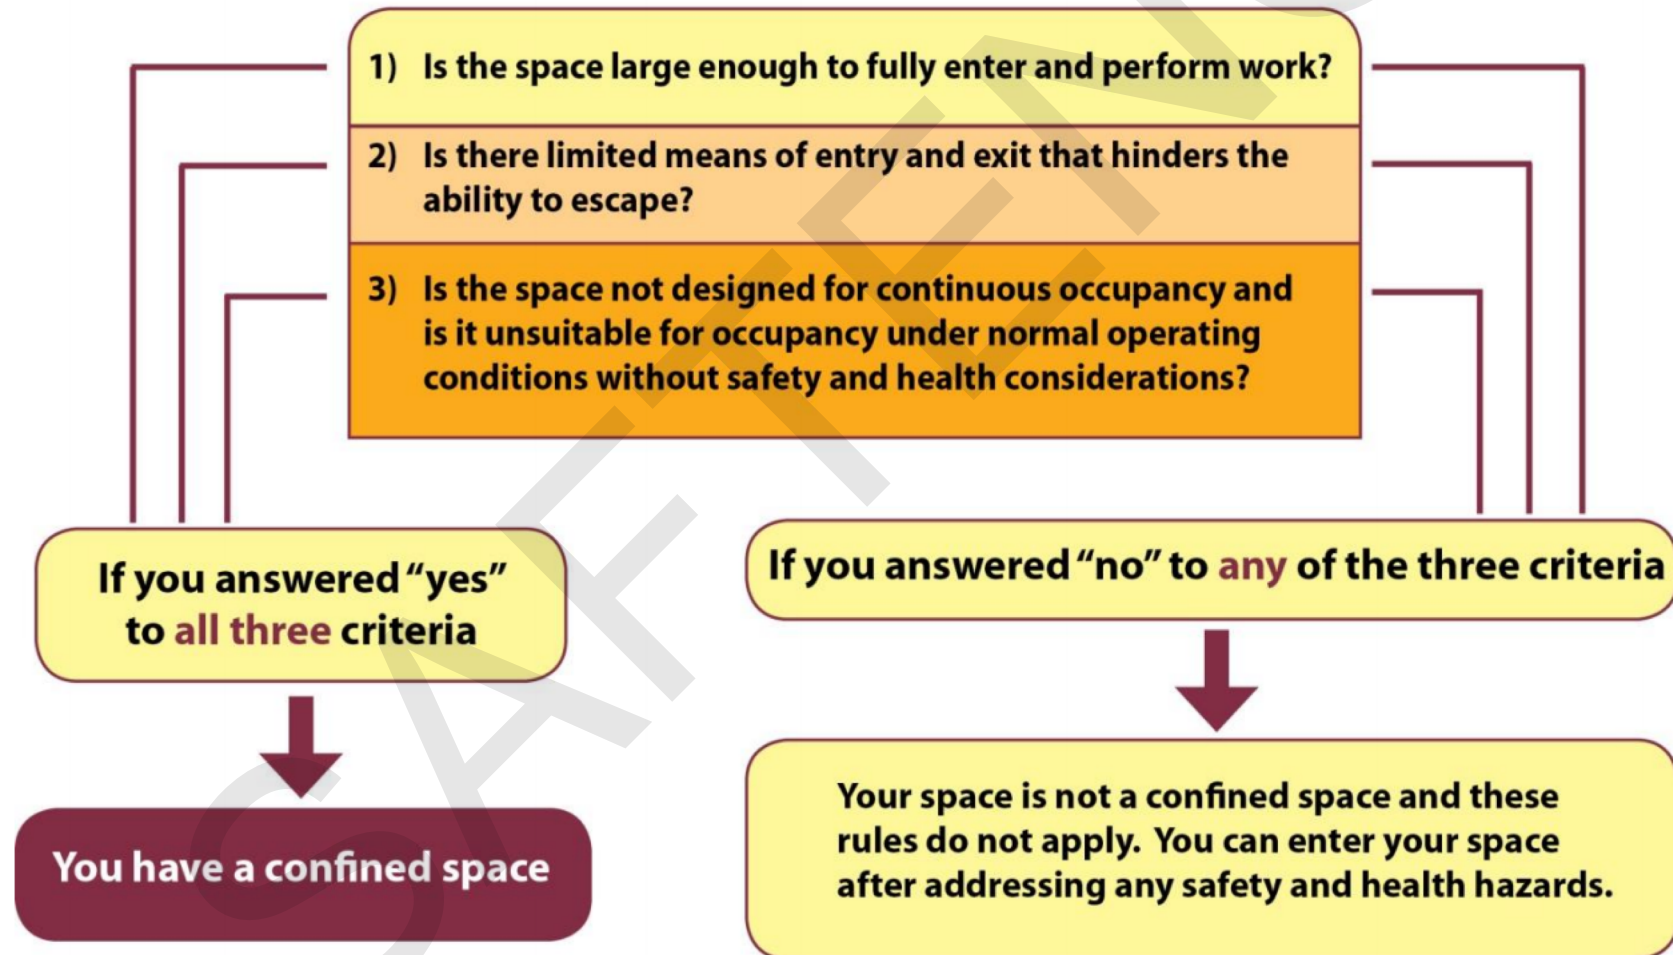 1) Is the space large enough to fully enter and perform work?
2) Is there limited means of entry and exit that hinders the
ability to escape?
3) Is the space not designed for continuous occupancy and
is it unsuitable for occupancy under normal operating
conditions without safety and health considerations?
If you answered “yes”
to all three criteria
If you answered “no” to any of the three criteria
You have a confined space
Your space is not a confined space and these
rules do not apply. You can enter your space
after addressing any safety and health hazards.